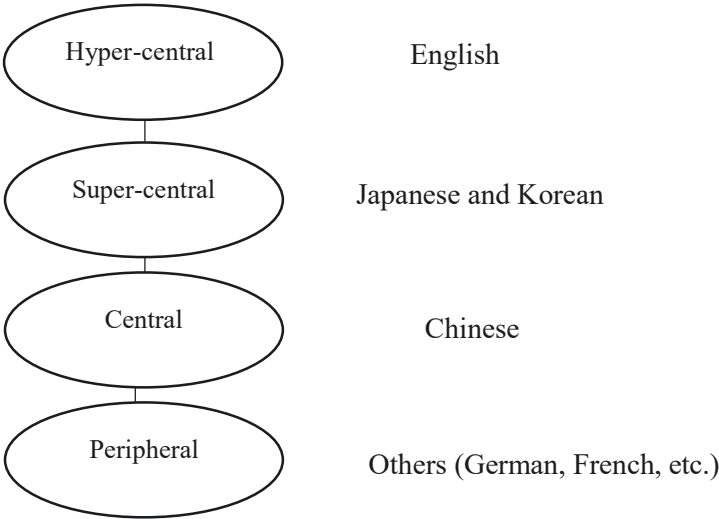 Hyper-central
English
Super-central
Japanese and Korean
Central
Chinese
Peripheral
Others (German, French, etc.)